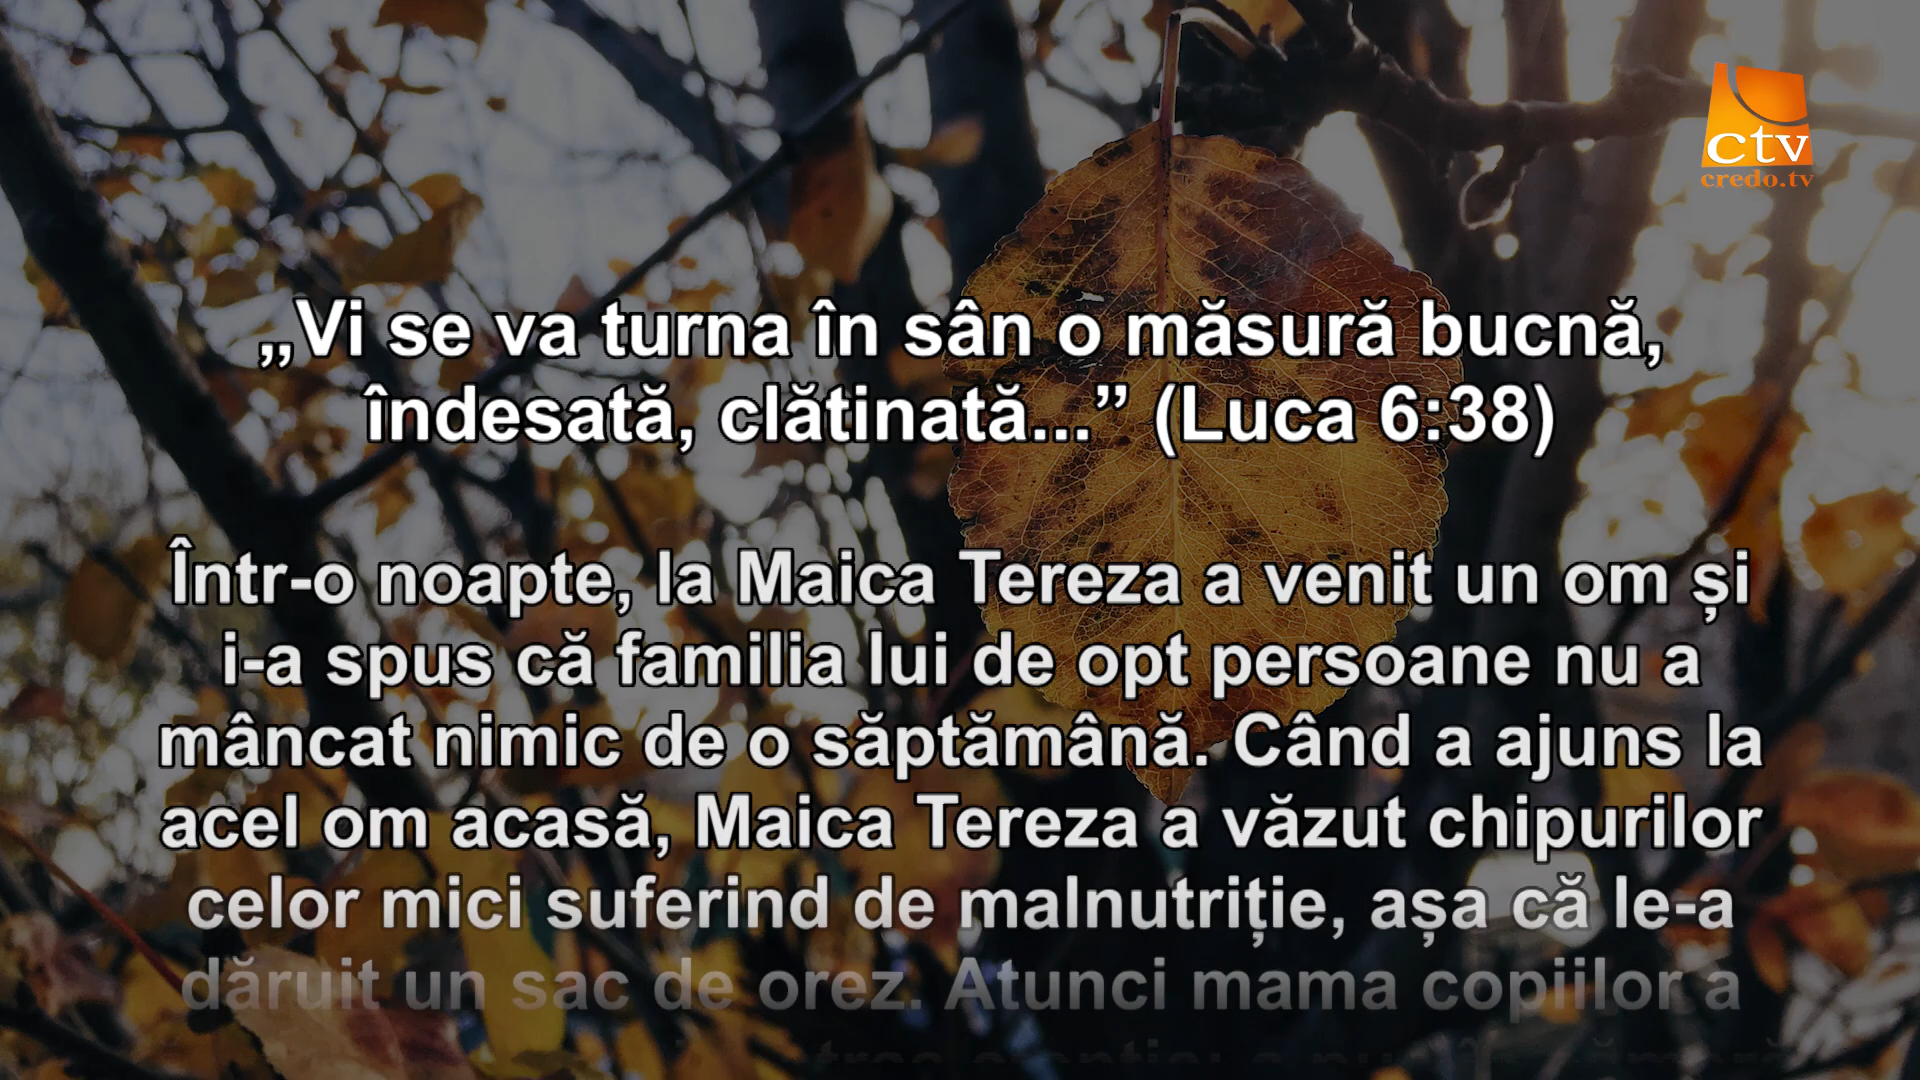 ctv
credo.tv
„Vi se va turna în sân o măsură bucnă,
îndesată, clătinată...” (Luca 6:38)
Într-o noapte, la Maica Tereza a venit un om și
i-a spus că familia lui de opt persoane nu a
mâncat nimic de o săptămână. Când a ajuns la
acel om acasă, Maica Tereza a văzut chipurilor
celor mici suferind de malnutriție, așa că le-a
dăruit un sac de orez. Atunci mama copiilor a